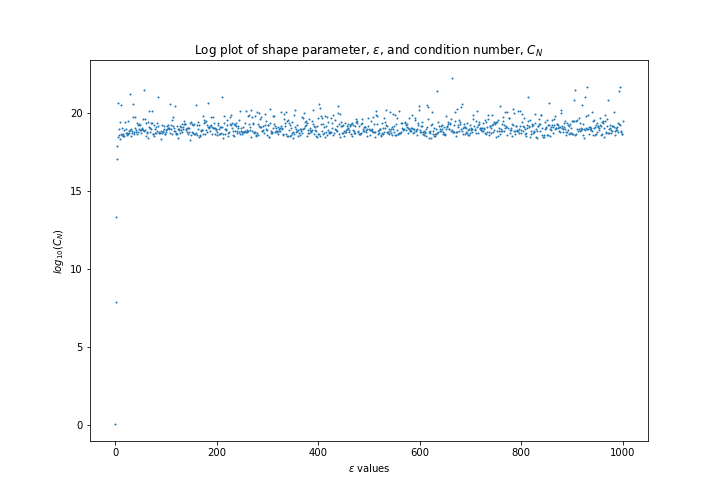 Log plot of shape parameter, ε, and condition number, C_N
log₁₀(C_N)
20
15
10
5
0
0 200 400 600 800 1000
ε values